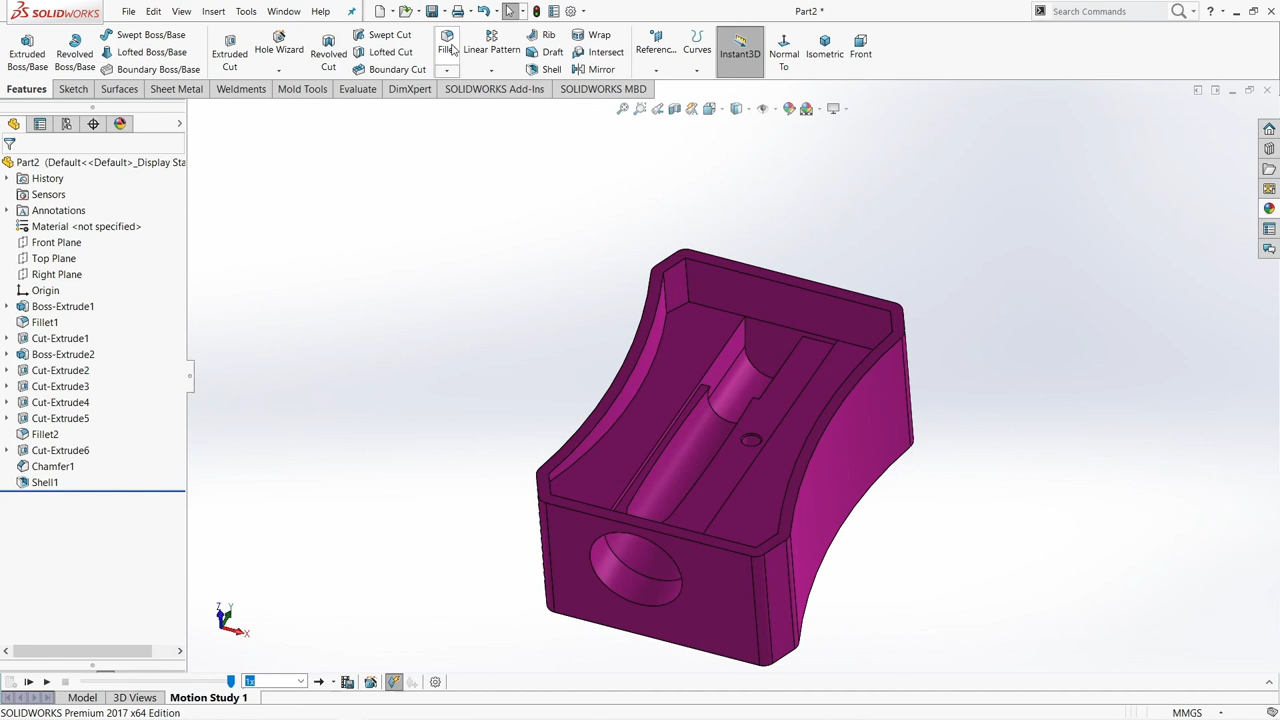 SOLIDWORKS File Edit View Insert Tools Window Help Part2 * Search Commands
Extruded Boss/Base
Revolved Boss/Base
Swept Boss/Base
Lofted Boss/Base
Boundary Boss/Base
Extruded Cut
Hole Wizard
Revolved Cut
Swept Cut
Lofted Cut
Boundary Cut
Linear Pattern
Rib
Draft
Shell
Wrap
Intersect
Mirror
Referenc...
Curves
Instant3D
Normal To
Isometric
Front
Features Sketch Surfaces Sheet Metal Weldments Mold Tools Evaluate DimXpert SOLIDWORKS Add-Ins SOLIDWORKS MBD
Part2 (Default<<Default>_Display Sta
History
Sensors
Annotations
Material <not specified>
Front Plane
Top Plane
Right Plane
Origin
Boss-Extrude1
Fillet1
Cut-Extrude1
Boss-Extrude2
Cut-Extrude2
Cut-Extrude3
Cut-Extrude4
Cut-Extrude5
Fillet2
Cut-Extrude6
Chamfer1
Shell1
Z Y
X
1x
Model 3D Views Motion Study 1
SOLIDWORKS Premium 2017 x64 Edition MMGS